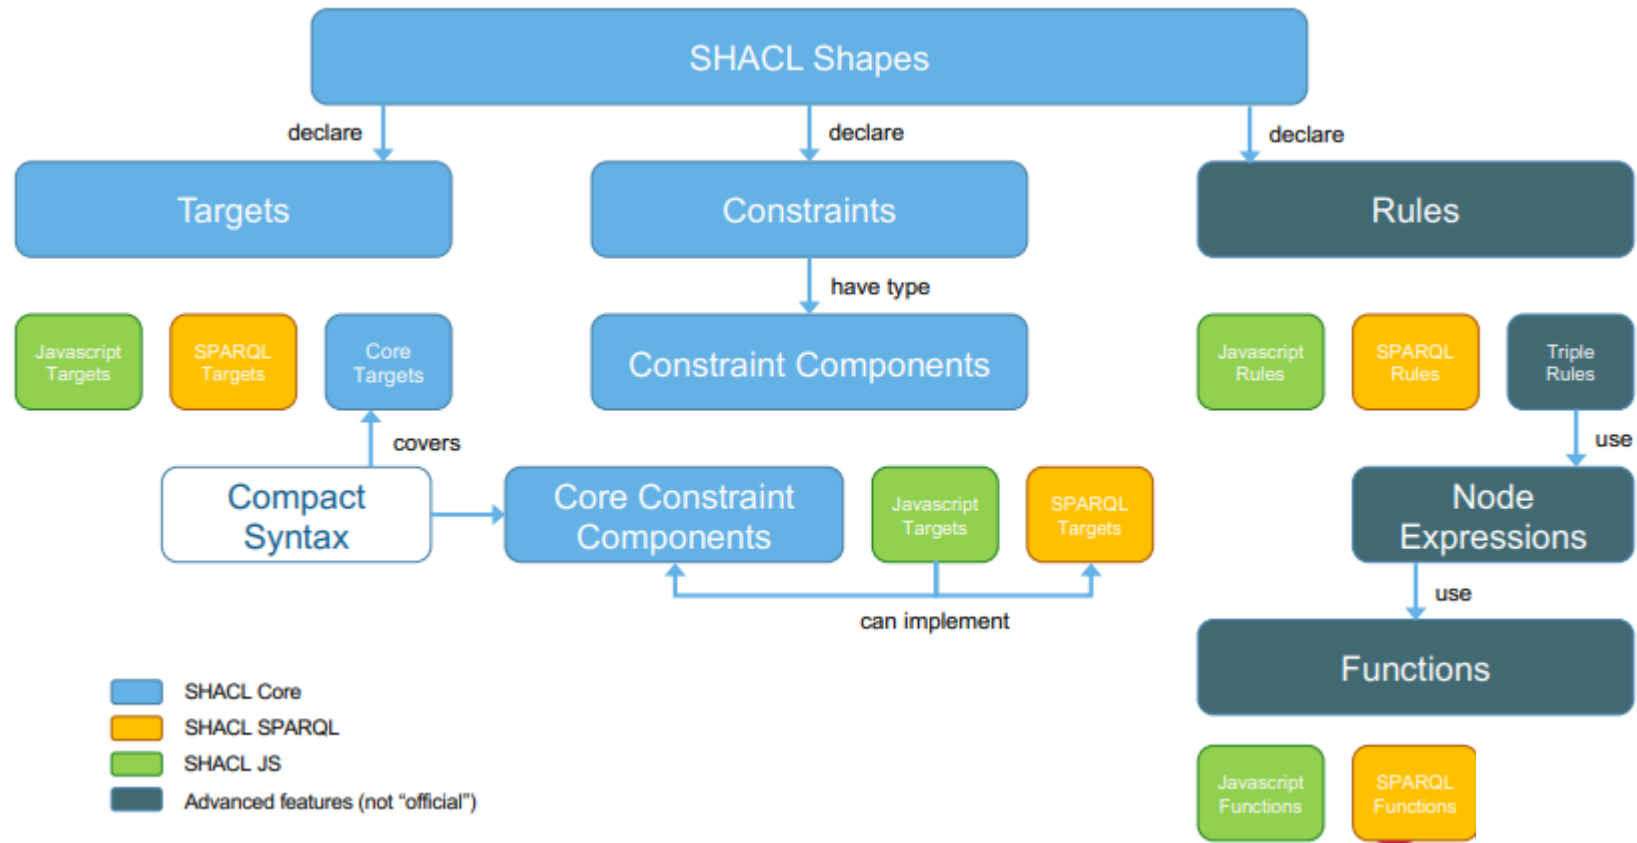 SHACL Shapes
declare
declare
declare
Targets
Constraints
Rules
have type
Javascript
Targets
SPARQL
Targets
Core
Targets
Constraint Components
Javascript
Rules
SPARQL
Rules
Triple
Rules
covers
use
Compact
Syntax
Core Constraint
Components
Javascript
Targets
SPARQL
Targets
Node
Expressions
can implement
use
Functions
SHACL Core
SHACL SPARQL
SHACL JS
Advanced features (not “official”)
Javascript
Functions
SPARQL
Functions